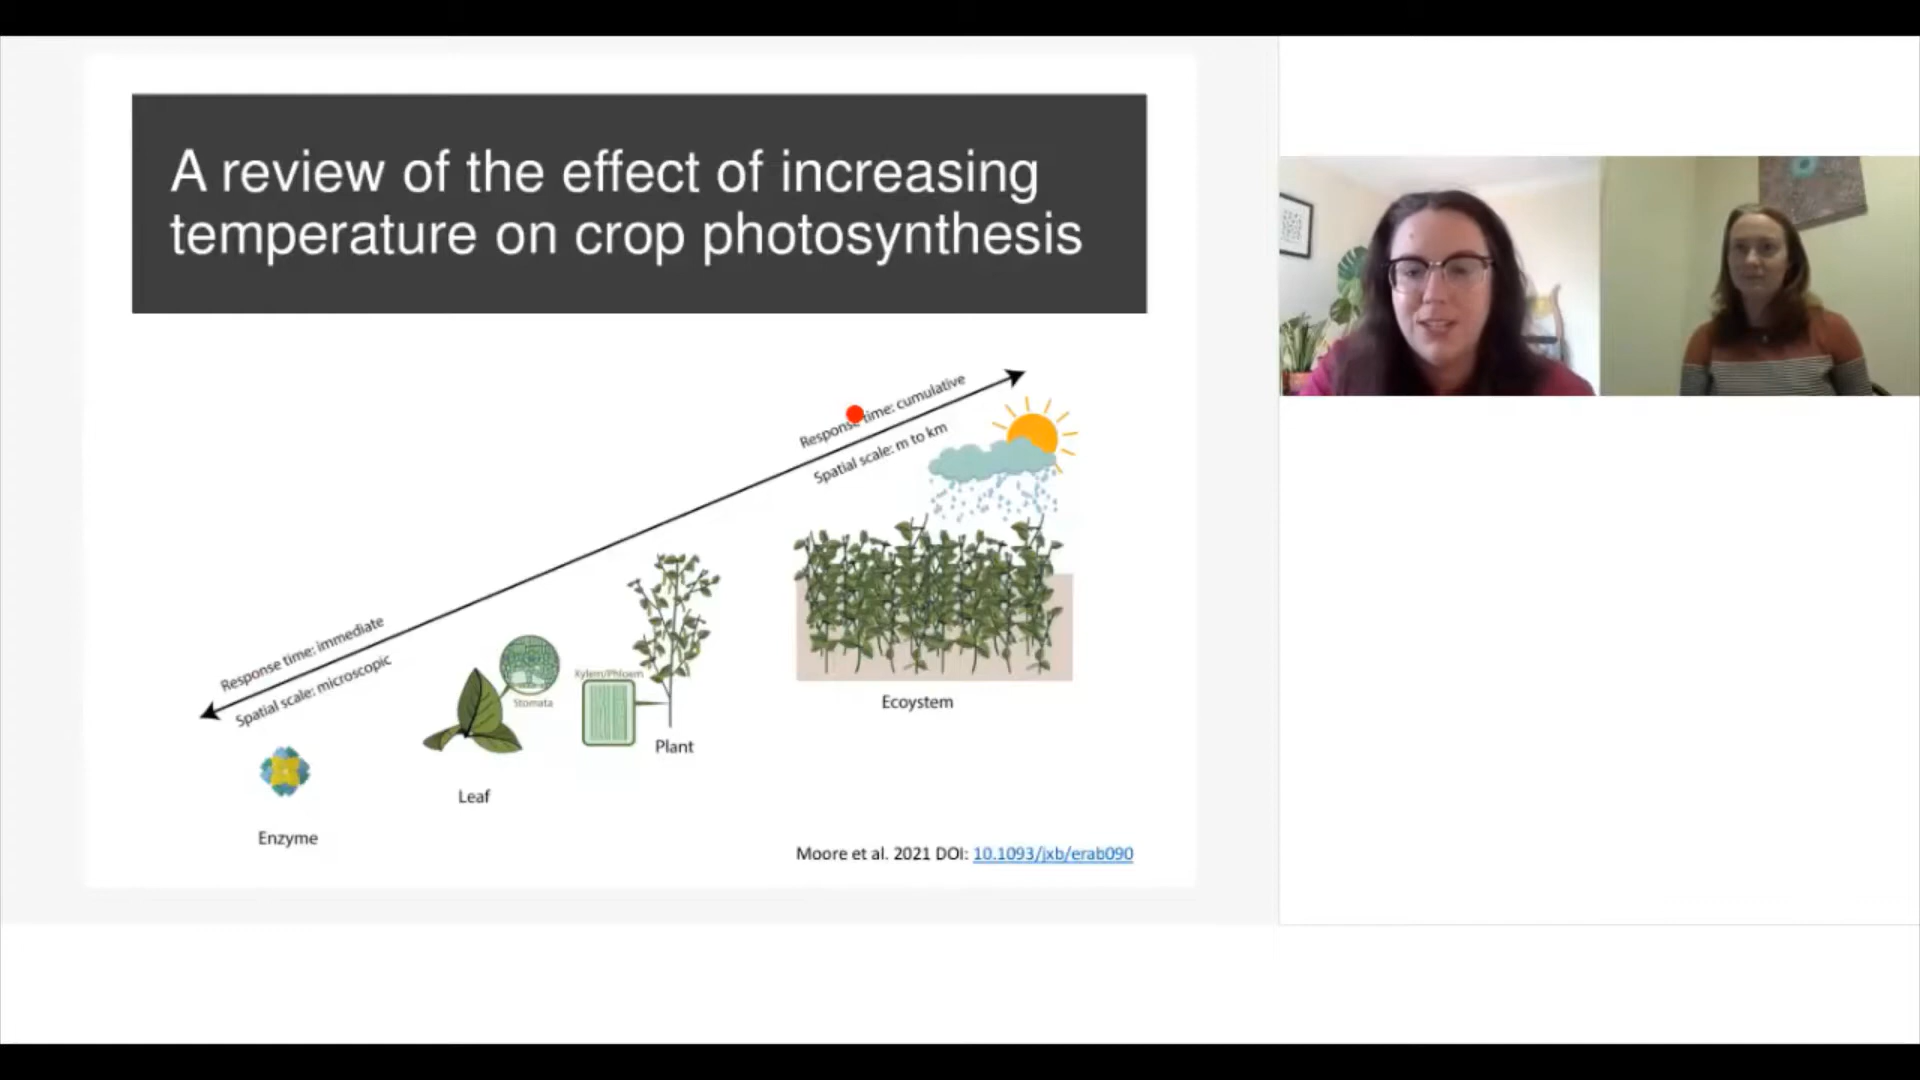 A review of the effect of increasing
temperature on crop photosynthesis
Response time: cumulative
Spatial scale: m to km
Response time: immediate
Spatial scale: microscopic
Xylem/Phloem
Stomata
Ecoystem
Plant
Leaf
Enzyme
Moore et al. 2021 DOI: 10.1093/jxb/erab090